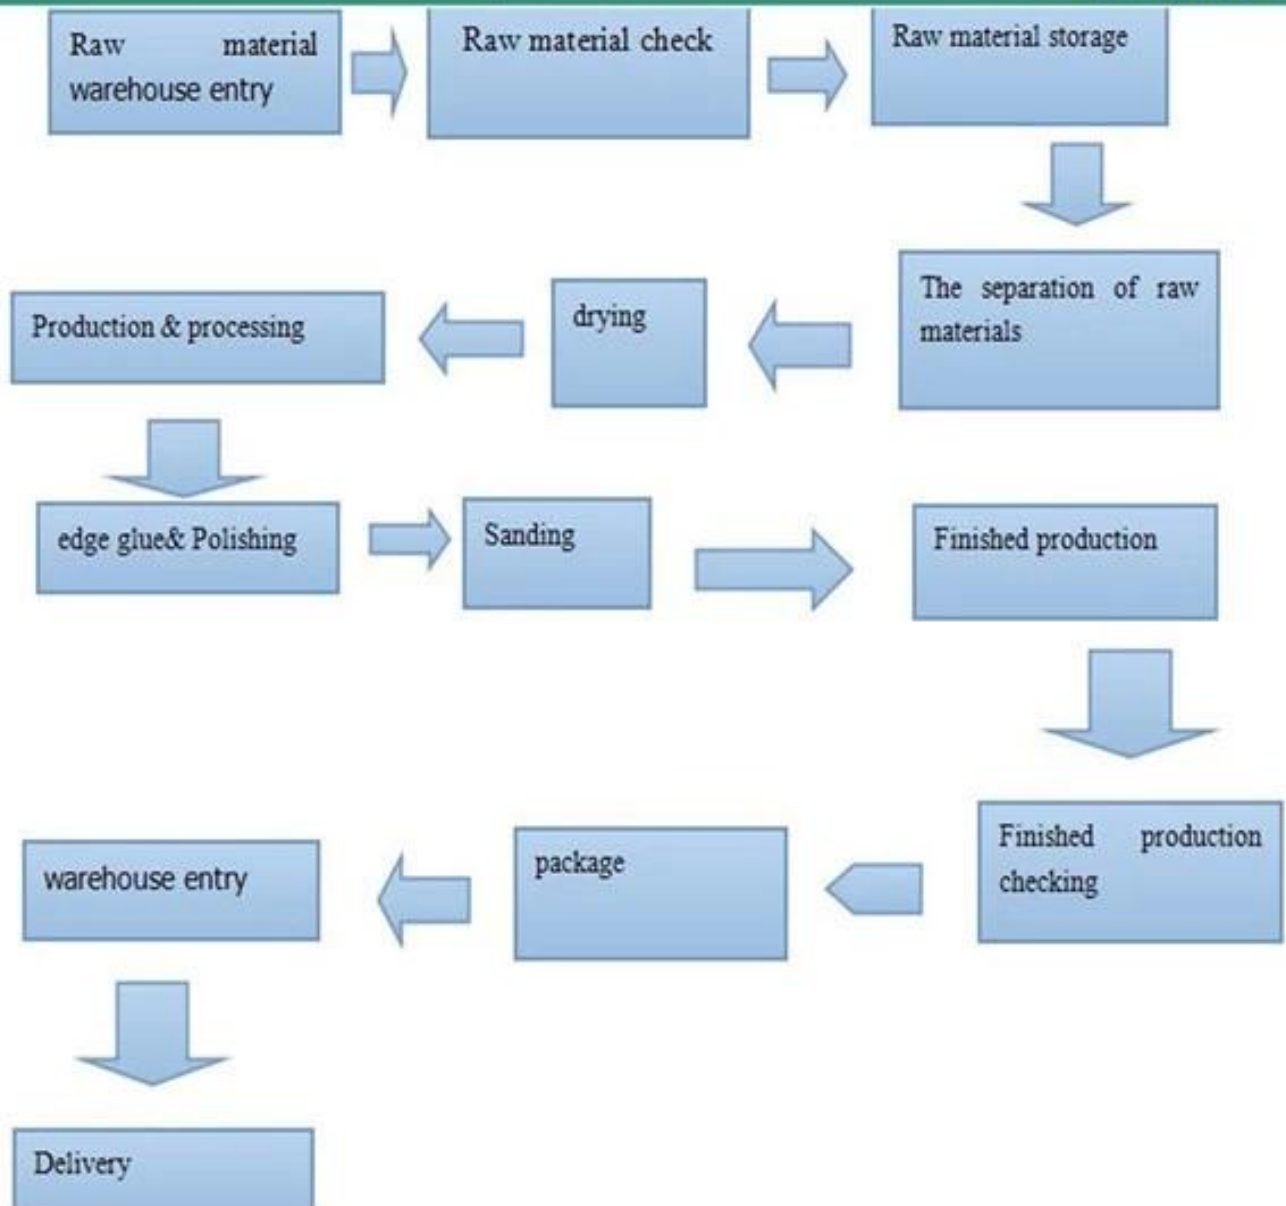 Raw material
warehouse entry
Raw material check
Raw material storage
The separation of raw
materials
drying
Production & processing
edge glue& Polishing
Sanding
Finished production
Finished production
checking
package
warehouse entry
Delivery